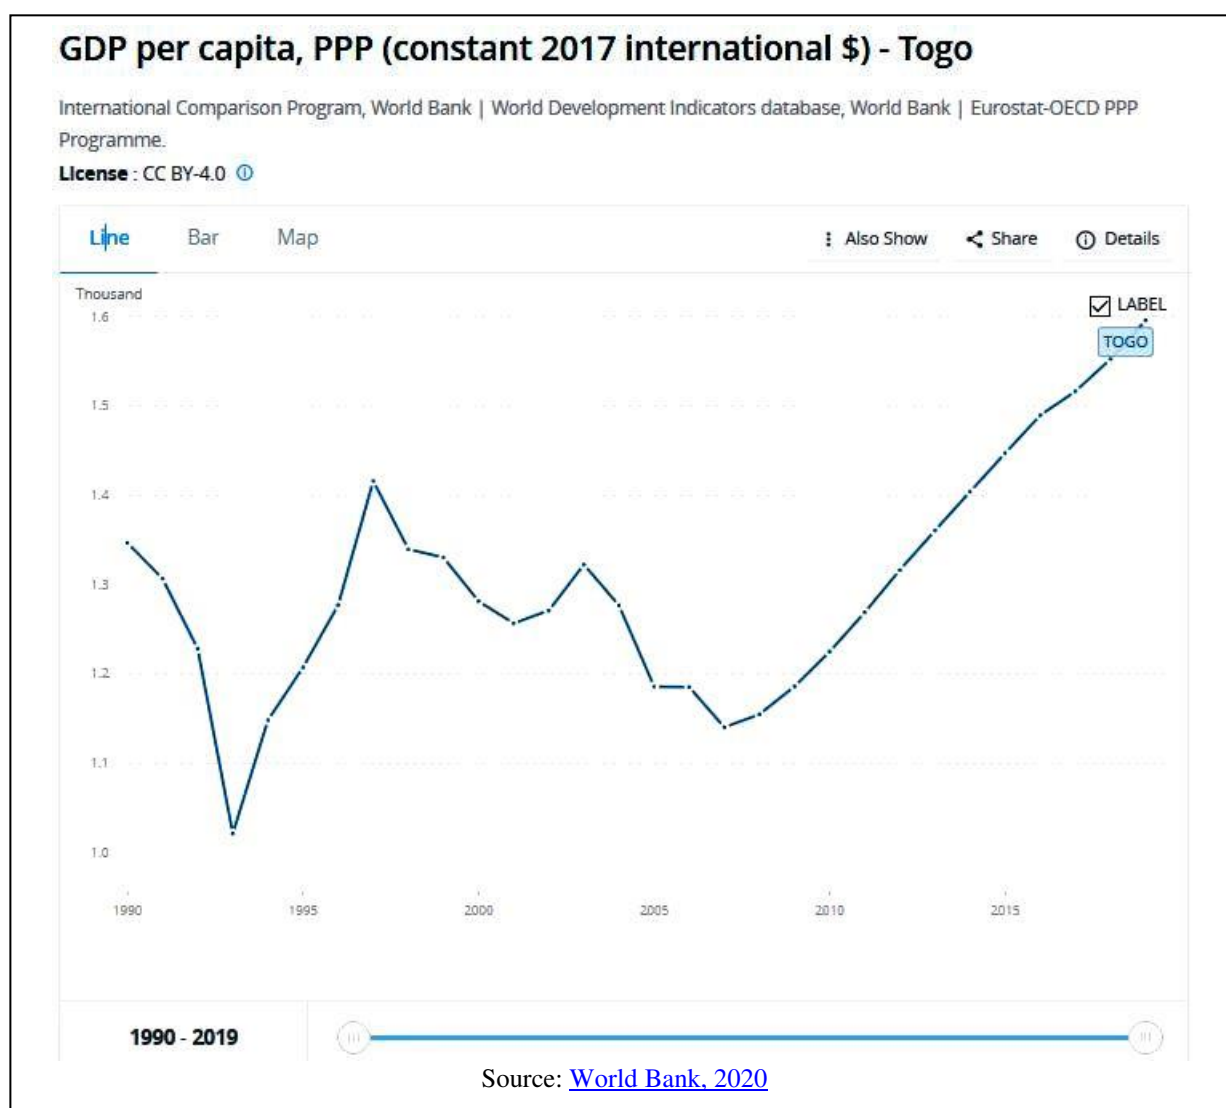 GDP per capita, PPP (constant 2017 international $) - Togo
International Comparison Program, World Bank | World Development Indicators database, World Bank | Eurostat-OECD PPP
Programme.
License : CC BY-4.0
Line Bar Map Also Show Share Details
Thousand
LABEL
1.6
TOGO
1.5
1.4
1.3
1.2
1.1
1.0
1990 1995 2000 2005 2010 2015
1990 - 2019
Source: World Bank, 2020